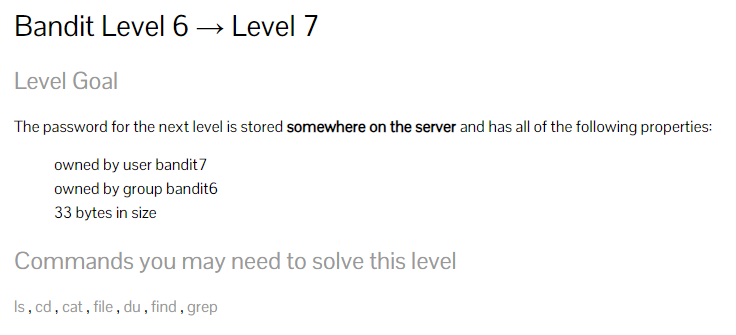 Bandit Level 6 → Level 7
Level Goal
The password for the next level is stored somewhere on the server and has all of the following properties:
owned by user bandit7
owned by group bandit6
33 bytes in size
Commands you may need to solve this level
ls , cd , cat , file , du , find , grep